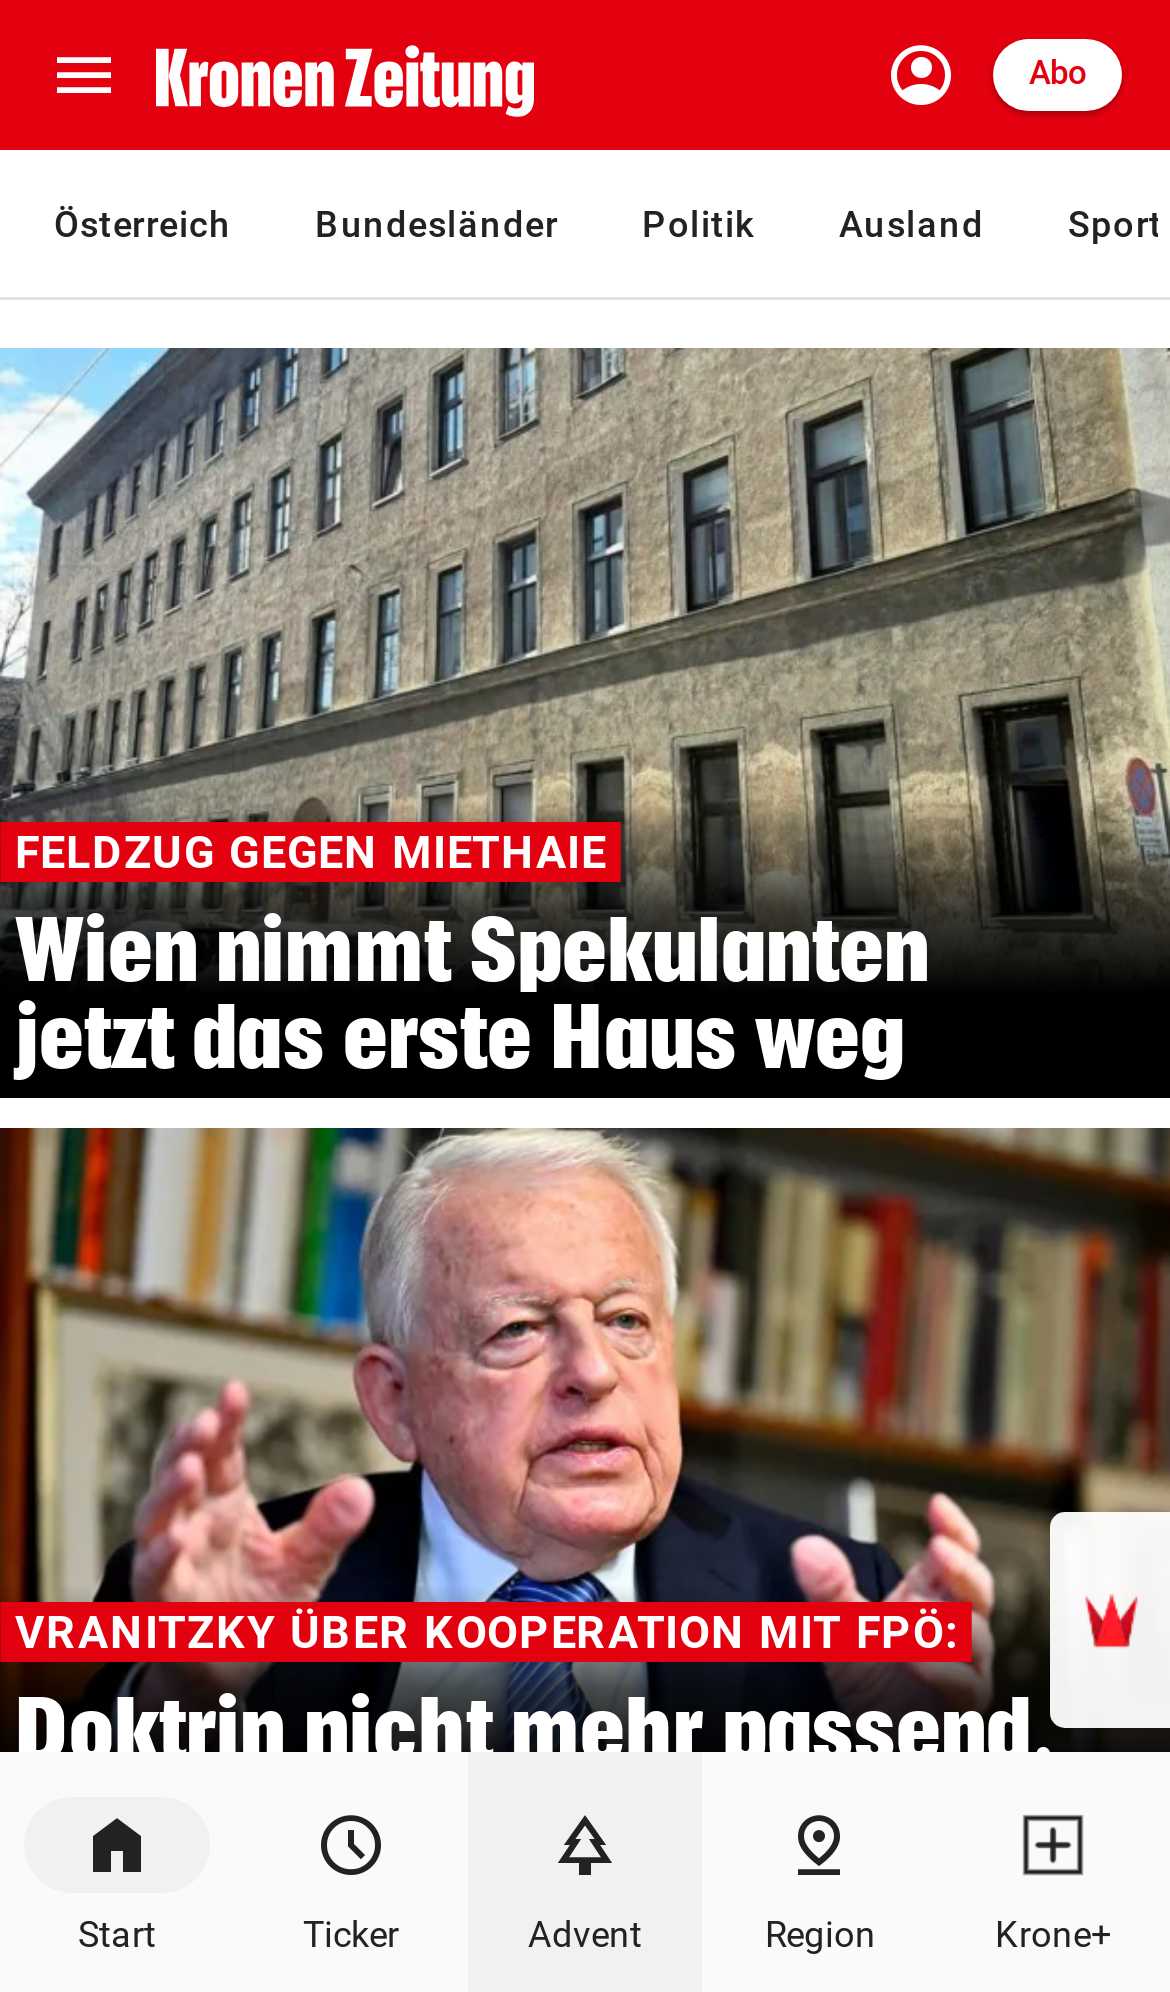 Kronen Zeitung
Abo
Österreich Bundesländer Politik Ausland Sport
FELDZUG GEGEN MIETHAIE
Wien nimmt Spekulanten
jetzt das erste Haus weg
VRANITZKY ÜBER KOOPERATION MIT FPÖ:
Doktrin nicht mehr passend,
Start Ticker Advent Region Krone+